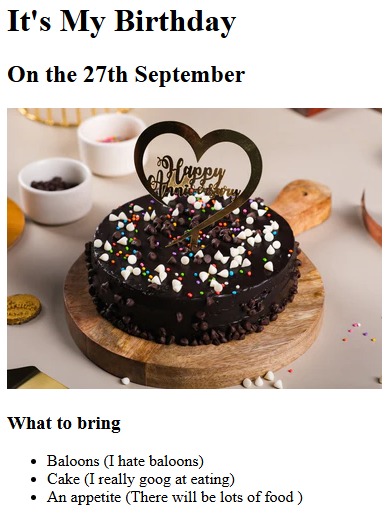 It's My Birthday
On the 27th September
Happy
Anniversary
What to bring
Baloons (I hate baloons)
Cake (I really goog at eating)
An appetite (There will be lots of food )